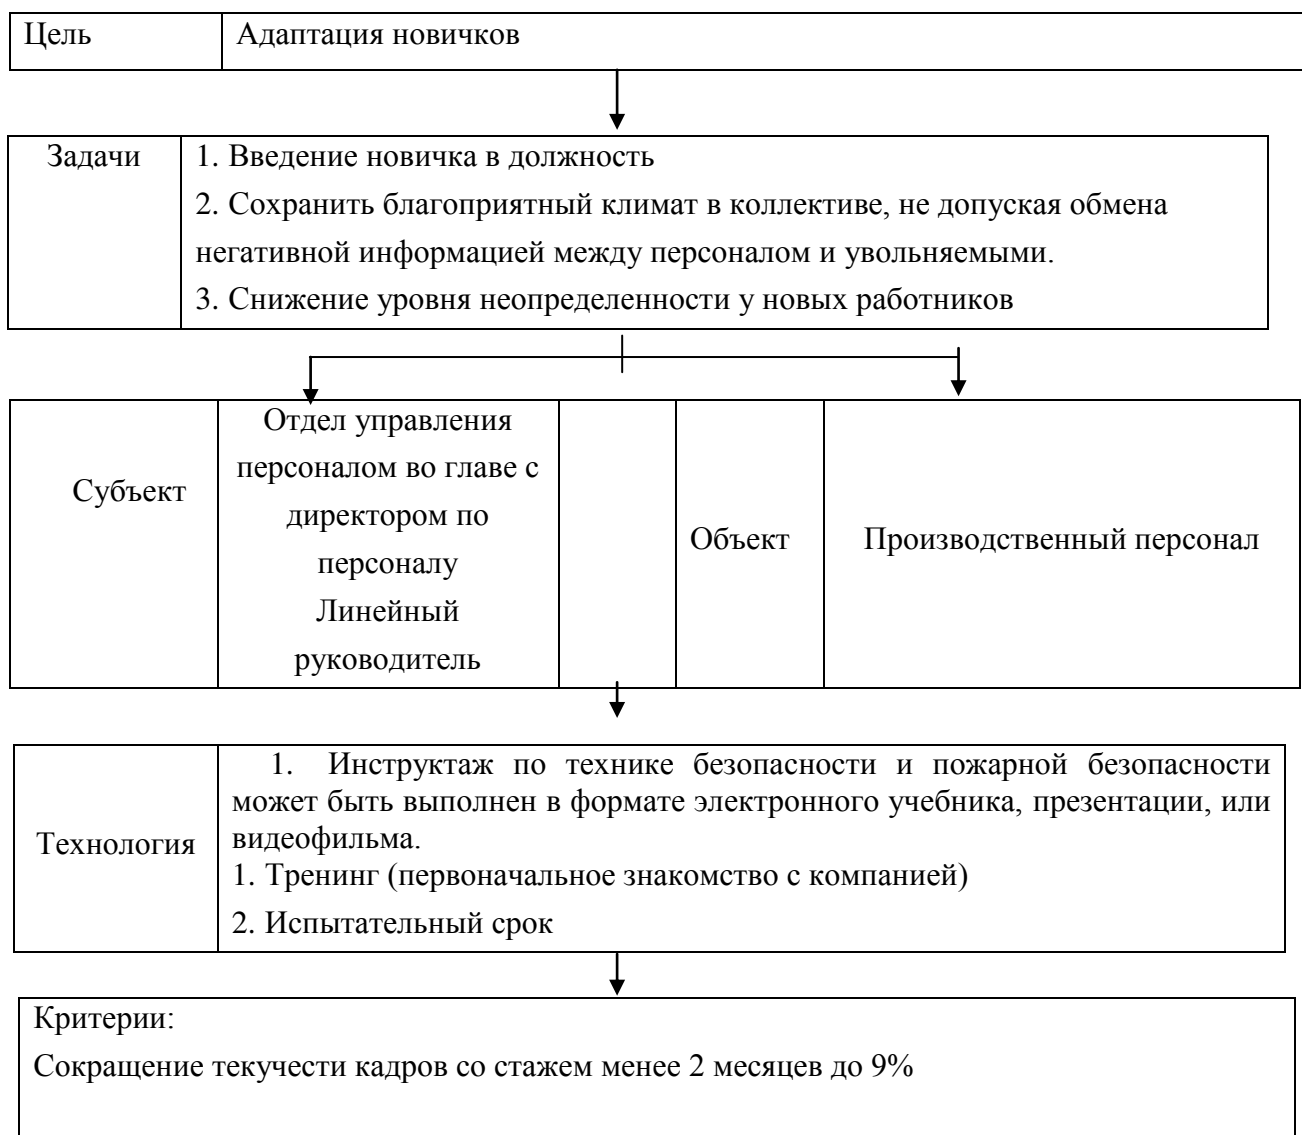 Цель Адаптация новичков
Задачи 1. Введение новичка в должность
2. Сохранить благоприятный климат в коллективе, не допуская обмена
негативной информацией между персоналом и увольняемыми.
3. Снижение уровня неопределенности у новых работников
Субъект
Отдел управления
персоналом во главе с
директором по
персоналу
Линейный
руководитель
Объект
Производственный персонал
Технология
1. Инструктаж по технике безопасности и пожарной безопасности
может быть выполнен в формате электронного учебника, презентации, или
видеофильма.
1. Тренинг (первоначальное знакомство с компанией)
2. Испытательный срок
Критерии:
Сокращение текучести кадров со стажем менее 2 месяцев до 9%